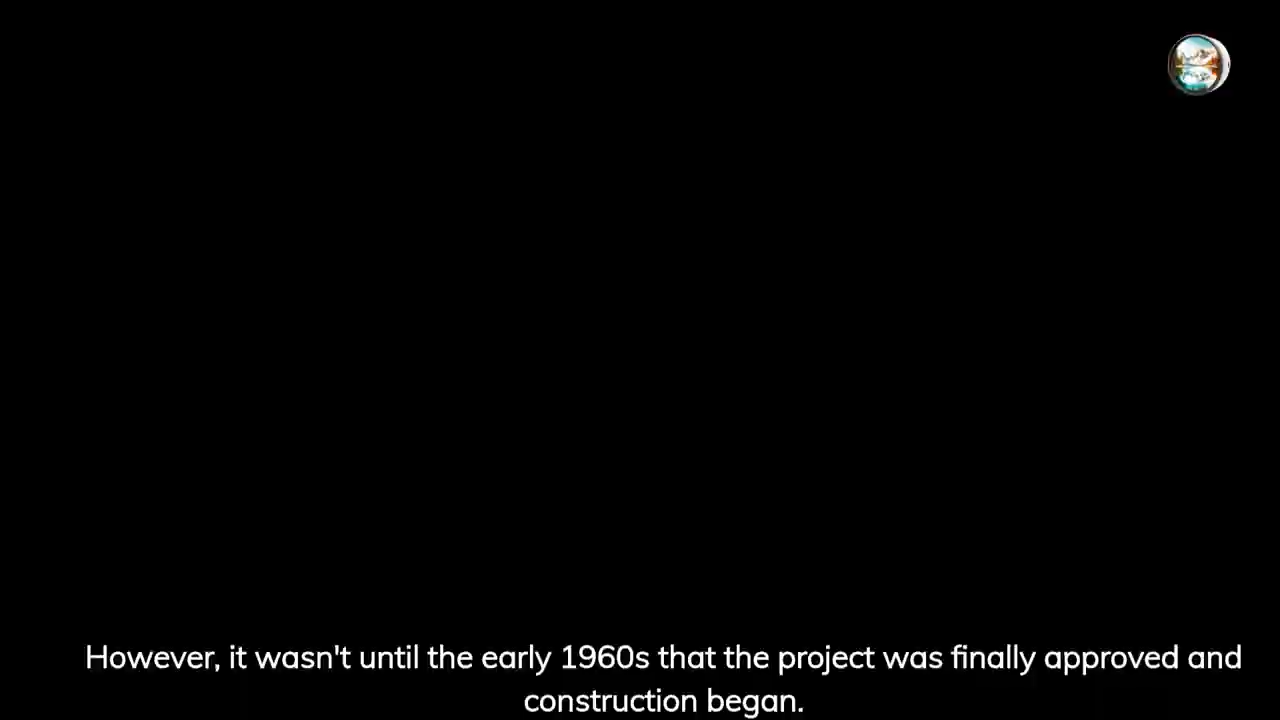 However, it wasn't until the early 1960s that the project was finally approved and
construction began.